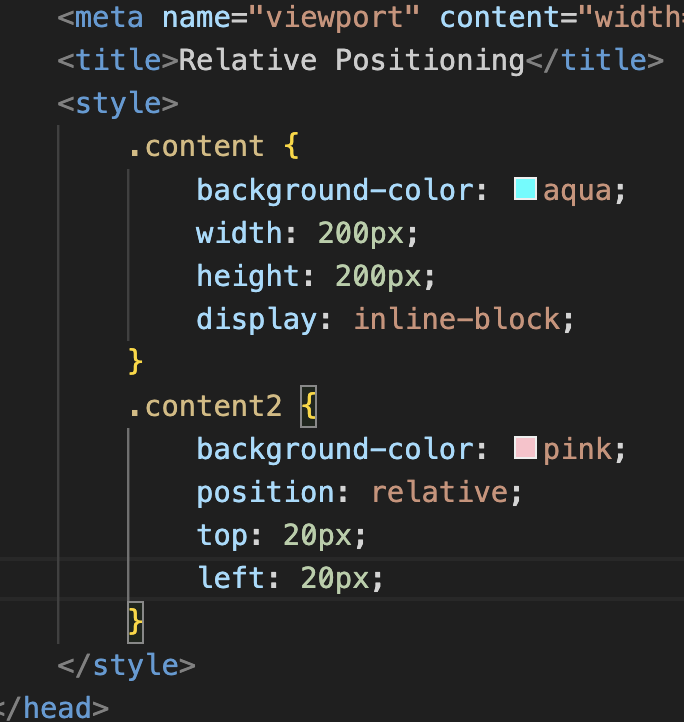 <meta name="viewport" content="width=
<title>Relative Positioning</title>
<style>
.content {
background-color: aqua;
width: 200px;
height: 200px;
display: inline-block;
}
.content2 {
background-color: pink;
position: relative;
top: 20px;
left: 20px;
}
</style>
</head>